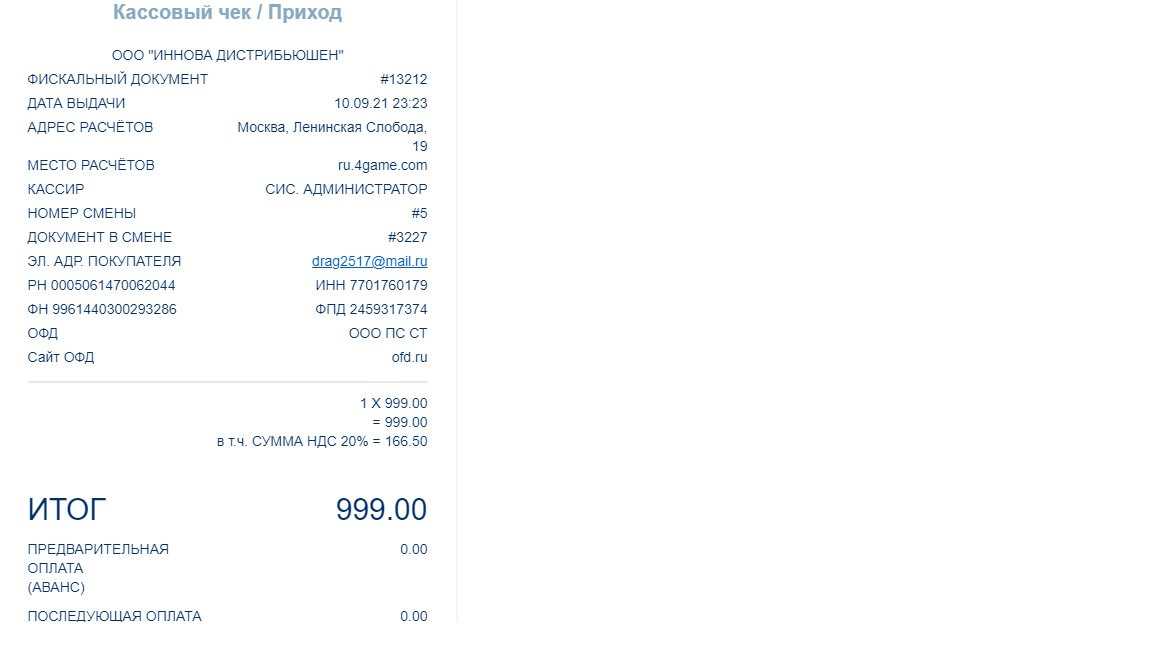 Кассовый чек / Приход
ООО "ИННОВА ДИСТРИБЬЮШЕН"
ФИСКАЛЬНЫЙ ДОКУМЕНТ #13212
ДАТА ВЫДАЧИ 10.09.21 23:23
АДРЕС РАСЧЁТОВ Москва, Ленинская Слобода,
19
МЕСТО РАСЧЁТОВ ru.4game.com
КАССИР СИС. АДМИНИСТРАТОР
НОМЕР СМЕНЫ #5
ДОКУМЕНТ В СМЕНЕ #3227
ЭЛ. АДР. ПОКУПАТЕЛЯ drag2517@mail.ru
РН 0005061470062044 ИНН 7701760179
ФН 9961440300293286 ФПД 2459317374
ОФД ООО ПС СТ
Сайт ОФД ofd.ru
1 X 999.00
= 999.00
в т.ч. СУММА НДС 20% = 166.50
ИТОГ 999.00
ПРЕДВАРИТЕЛЬНАЯ 0.00
ОПЛАТА
(АВАНС)
ПОСЛЕДУЮЩАЯ ОПЛАТА 0.00